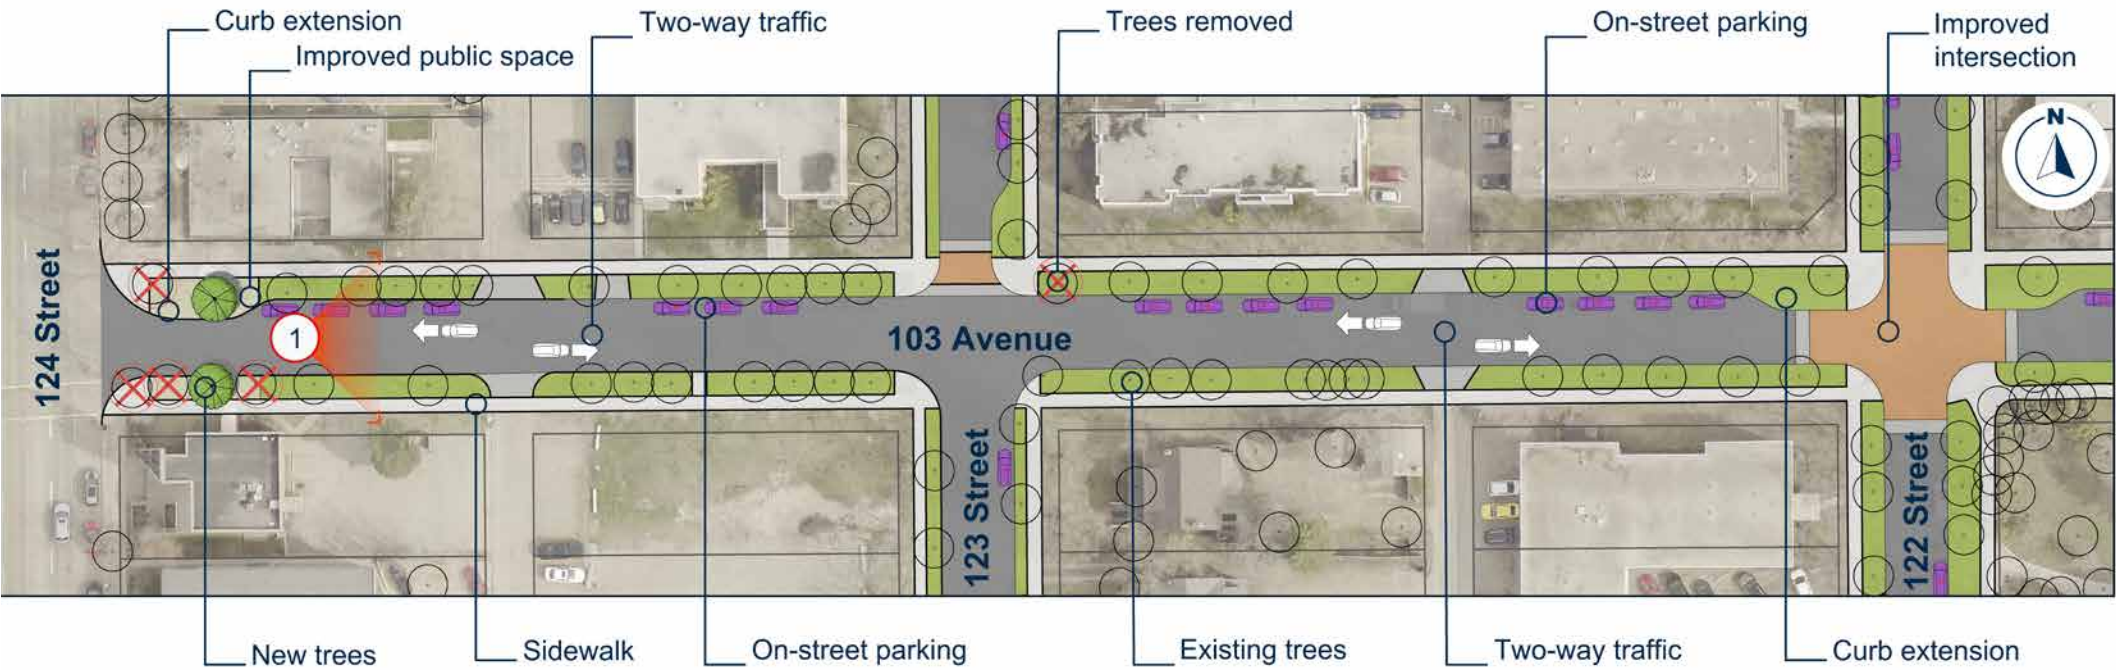 Curb extension
Two-way traffic
Trees removed
On-street parking
Improved
intersection
Improved public space
N
124 Street
1
103 Avenue
123 Street
122 Street
New trees
Sidewalk
On-street parking
Existing trees
Two-way traffic
Curb extension